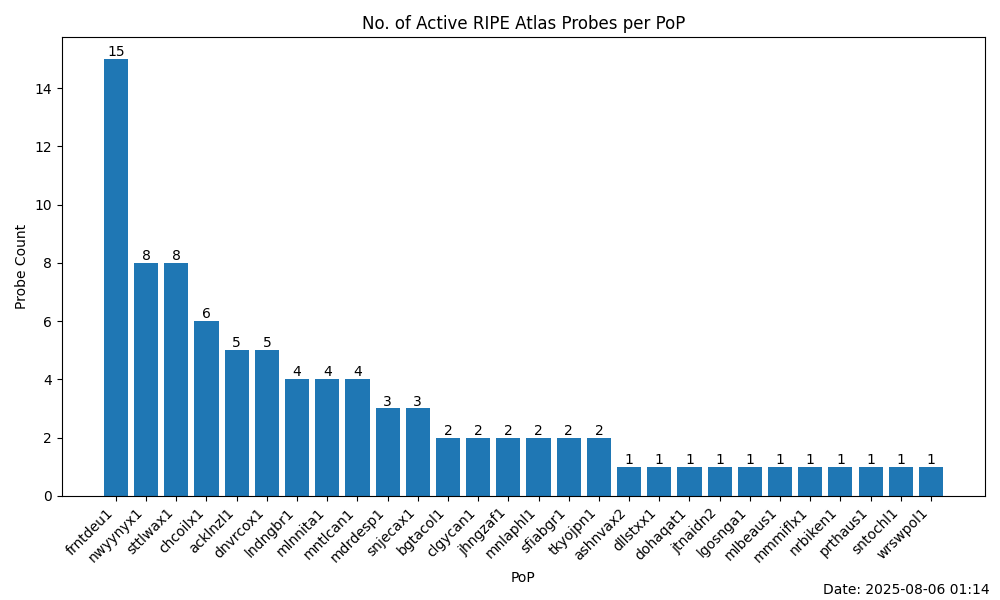 No. of Active RIPE Atlas Probes per PoP
15
8
8
6
5
5
4
4
4
3
3
2
2
2
2
2
2
1
1
1
1
1
1
1
1
1
1
1
14
12
10
8
6
4
2
0
Probe Count
frntdeu1
nwyynyx1
sttlwax1
chcoilx1
acklnzl1
dnvrcox1
lndngbr1
mlnnita1
mntlcan1
mdrdesp1
snjecax1
bgtacol1
clgycan1
jhngzaf1
mnlaphl1
sfiabgr1
tkyojpn1
ashnvax2
dllstxx1
dohaqat1
jtnaidn2
lgosnga1
mlbeaus1
mmmiflx1
nrbiken1
prthaus1
sntochl1
wrswpol1
PoP
Date: 2025-08-06 01:14